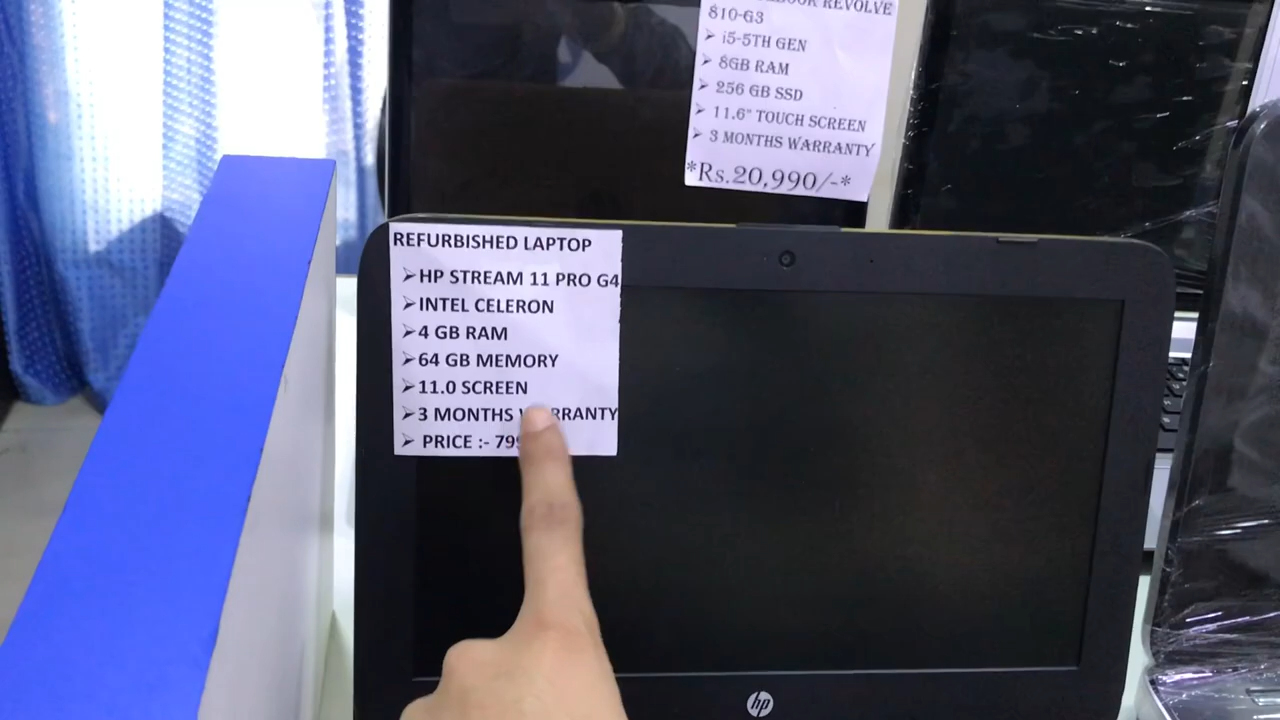 REVOLVE
810-G3
➢ i5-5TH GEN
➢ 8GB RAM
➢ 256 GB SSD
➢ 11.6" TOUCH SCREEN
➢ 3 MONTHS WARRANTY
*Rs.20,990/-*
REFURBISHED LAPTOP
➢HP STREAM 11 PRO G4
➢INTEL CELERON
➢4 GB RAM
➢64 GB MEMORY
➢11.0 SCREEN
➢3 MONTHS WARRANTY
➢ PRICE :-
hp